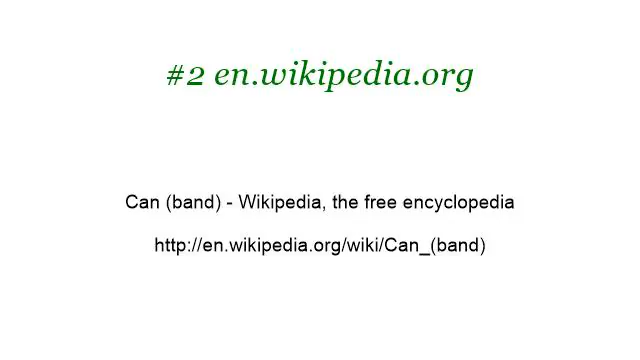 #2 en.wikipedia.org
Can (band) - Wikipedia, the free encyclopedia
http://en.wikipedia.org/wiki/Can_(band)